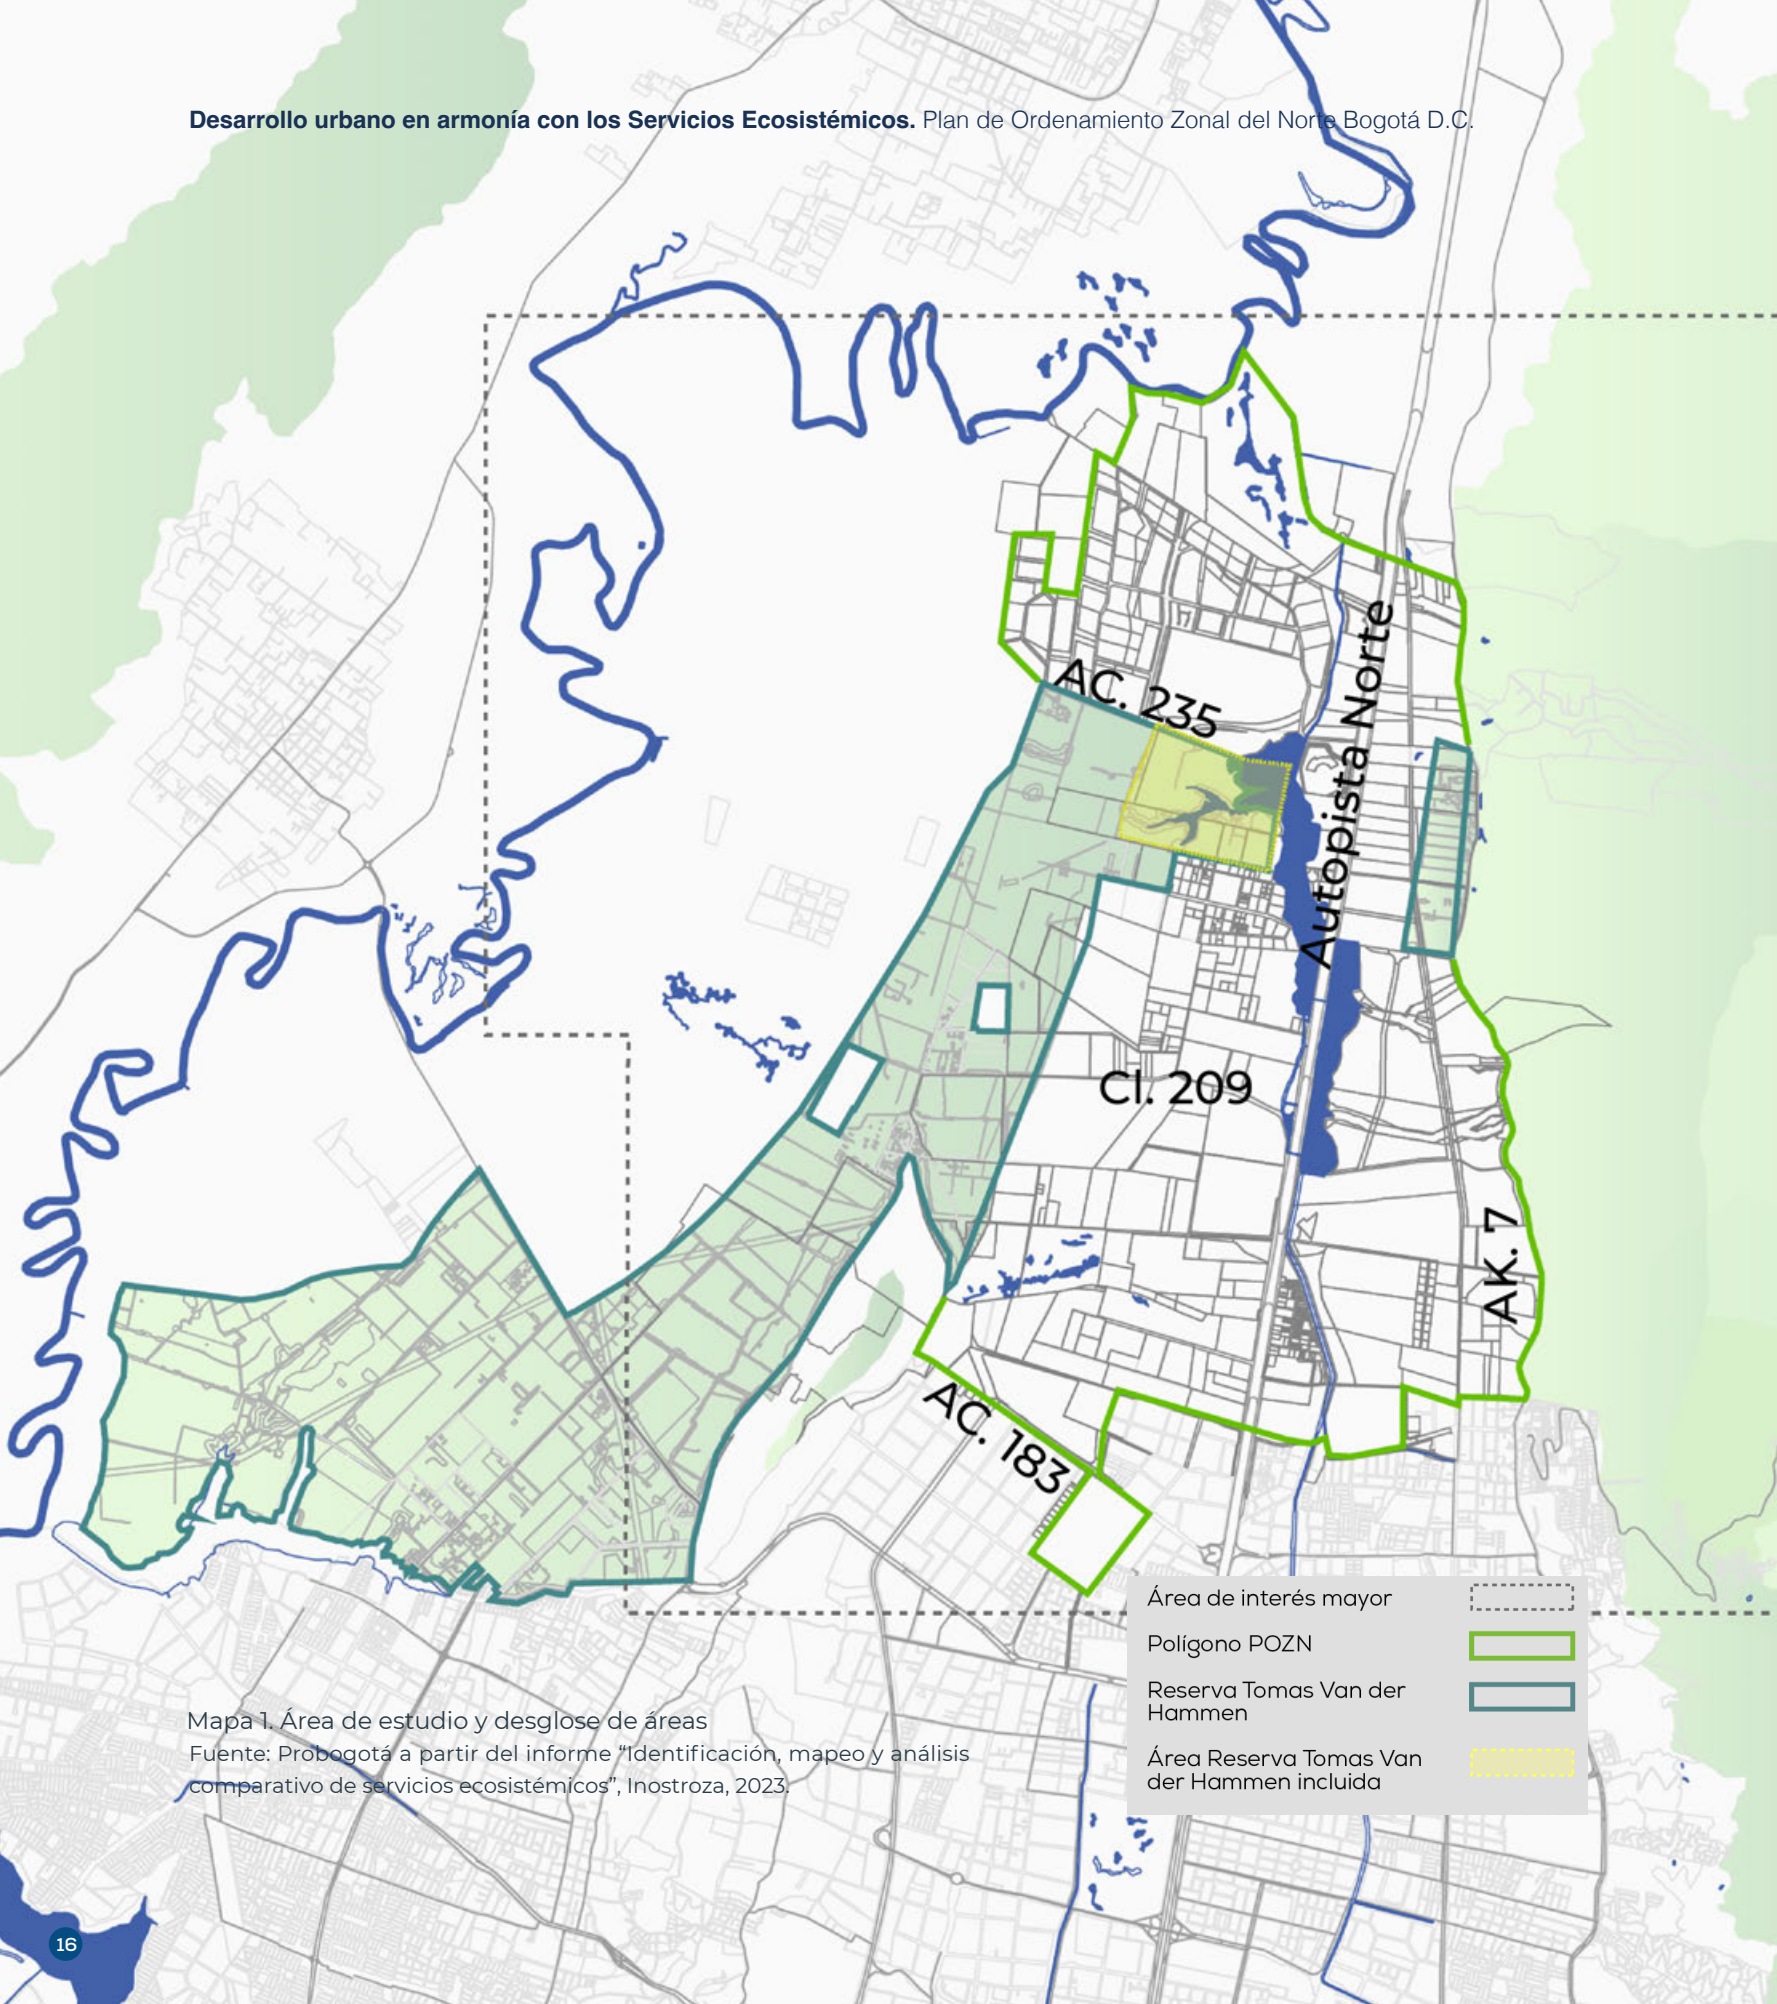 Desarrollo urbano en armonía con los Servicios Ecosistémicos. Plan de Ordenamiento Zonal del Norte Bogotá D.C.
AC. 235
Autopista Norte
Cl. 209
AK. 7
AC. 183
Área de interés mayor
Polígono POZN
Reserva Tomas Van der
Hammen
Área Reserva Tomas Van
der Hammen incluida
Mapa 1. Área de estudio y desglose de áreas
Fuente: Probogotá a partir del informe “Identificación, mapeo y análisis
comparativo de servicios ecosistémicos”, Inostroza, 2023.
16